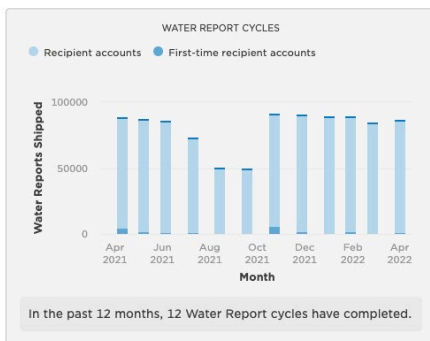 WATER REPORT CYCLES
Recipient accounts First-time recipient accounts
Water Reports Shipped
100000
50000
0
Apr Jun Aug Oct Dec Feb Apr
2021 2021 2021 2021 2021 2022 2022
Month
In the past 12 months, 12 Water Report cycles have completed.